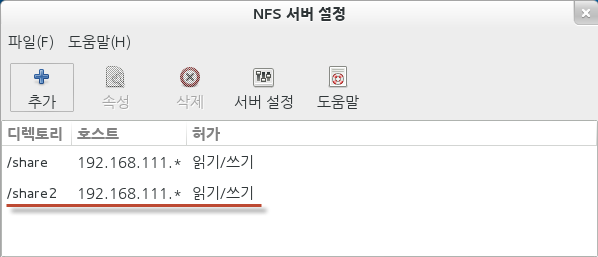 NFS 서버 설정
파일(F) 도움말(H)
추가 속성 삭제 서버 설정 도움말
디렉토리 호스트 허가
/share 192.168.111.* 읽기/쓰기
/share2 192.168.111.* 읽기/쓰기